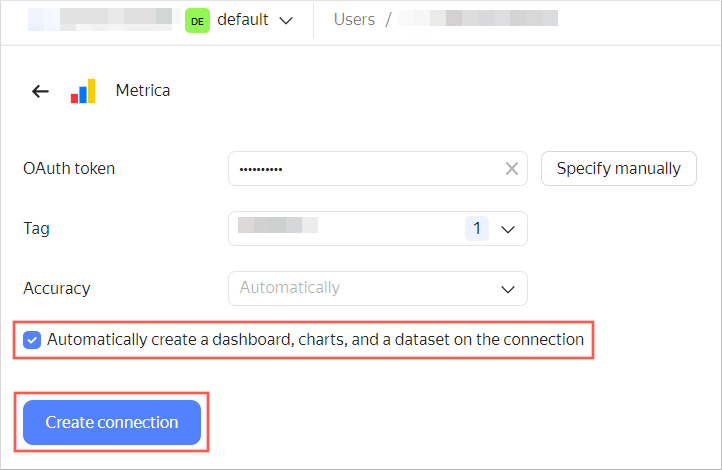 DE default Users /
Metrica
OAuth token •••••••••• Specify manually
Tag 1
Accuracy Automatically
Automatically create a dashboard, charts, and a dataset on the connection
Create connection